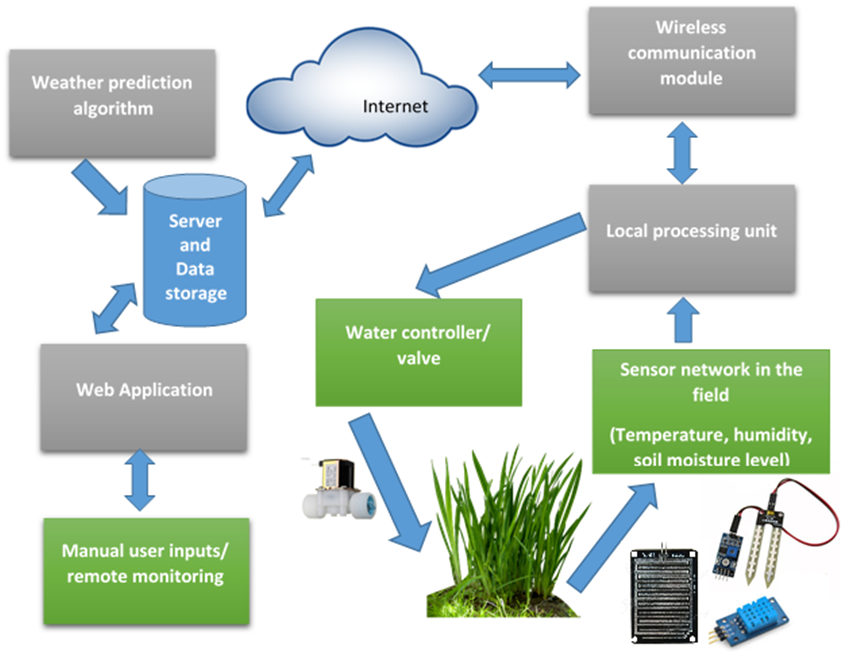 Wireless
communication
module
Weather prediction
algorithm
Internet
Server
and
Data
storage
Local processing unit
Water controller/
valve
Sensor network in the
field
(Temperature, humidity,
soil moisture level)
Web Application
Manual user inputs/
remote monitoring